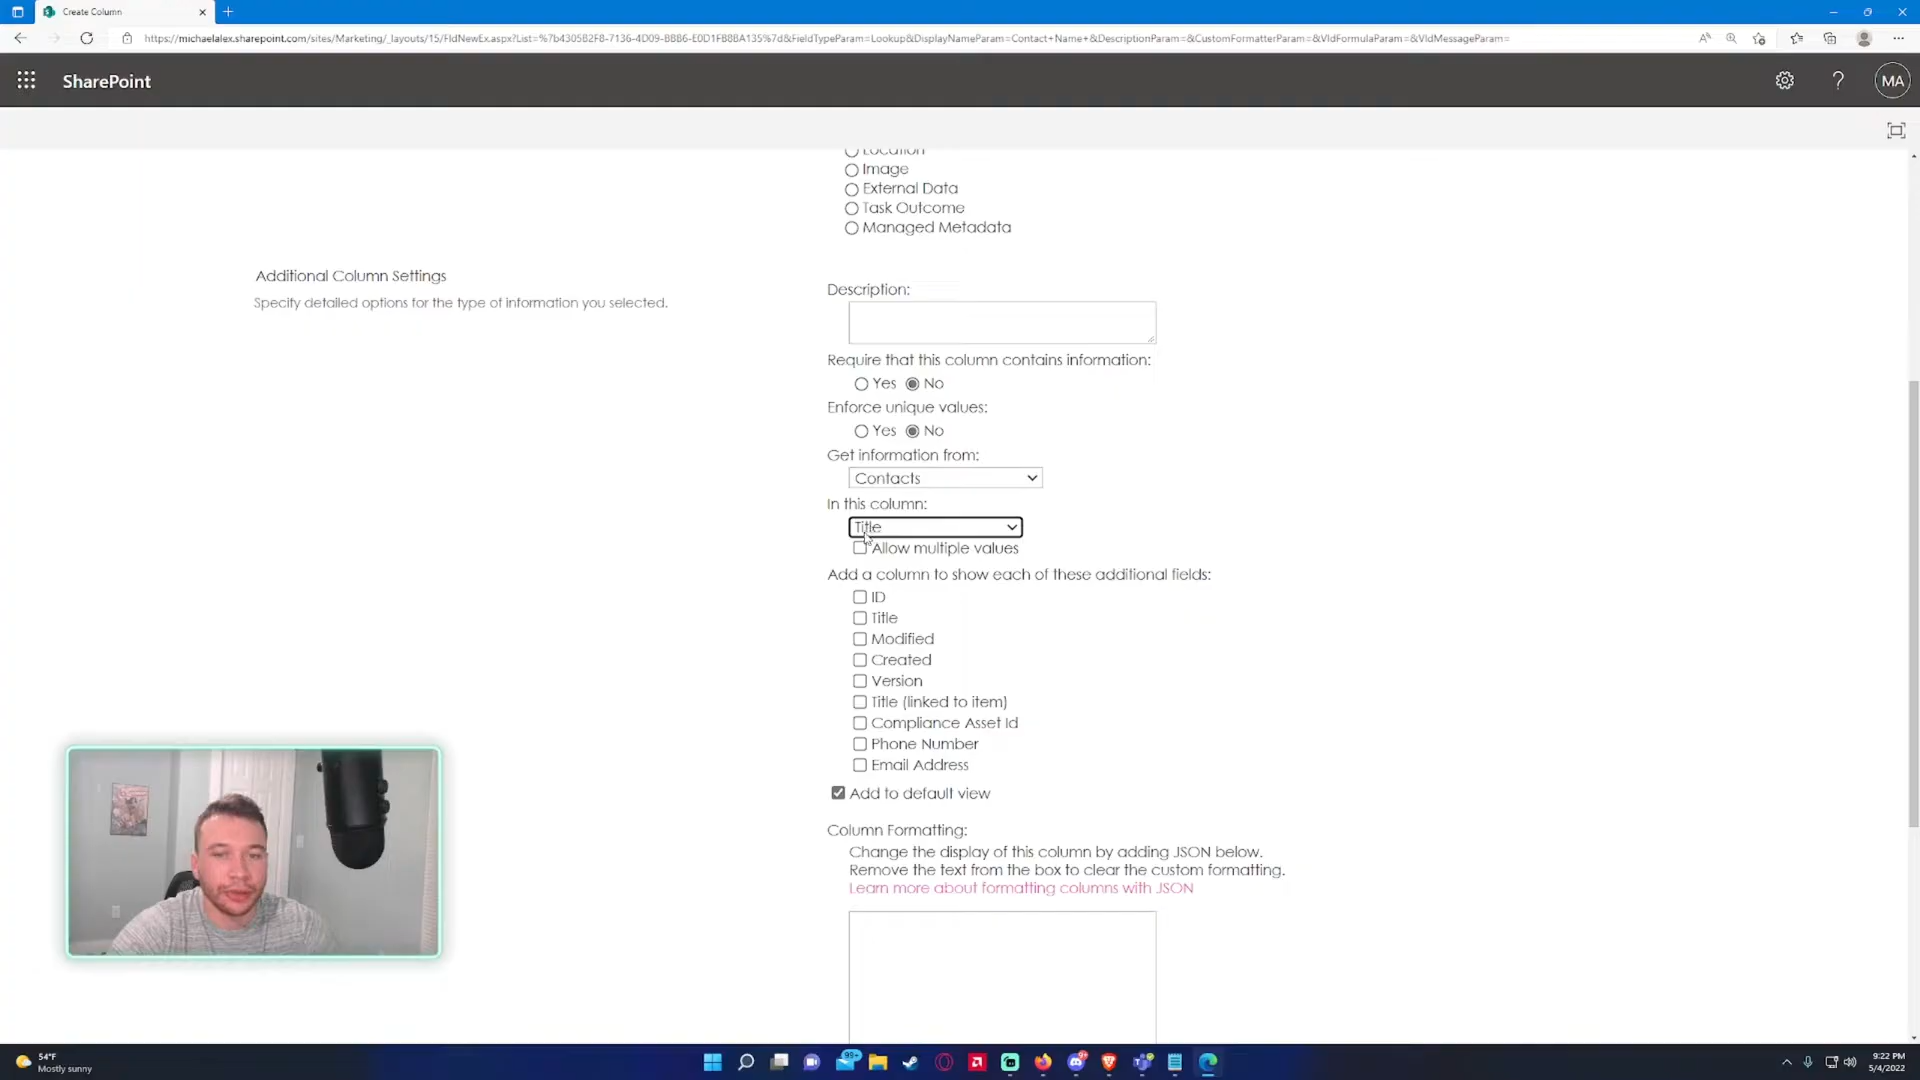 Create Column
https://michaelalex.sharepoint.com/sites/Marketing/_layouts/15/FldNewEx.aspx?List=%7b4305B2F8-7136-4D09-BBB6-E0D1FB8BA135%7d&FieldTypeParam=Lookup&DisplayNameParam=Contact+Name+&DescriptionParam=&CustomFormatterParam=&VldFormulaParam=&VldMessageParam=
SharePoint
MA
Location
Image
External Data
Task Outcome
Managed Metadata
Additional Column Settings
Specify detailed options for the type of information you selected.
Description:
Require that this column contains information:
Yes No
Enforce unique values:
Yes No
Get information from:
Contacts
In this column:
Title
Allow multiple values
Add a column to show each of these additional fields:
ID
Title
Modified
Created
Version
Title (linked to item)
Compliance Asset Id
Phone Number
Email Address
Add to default view
Column Formatting:
Change the display of this column by adding JSON below.
Remove the text from the box to clear the custom formatting.
Learn more about formatting columns with JSON
54°F
Mostly sunny
99+
9:22 PM
5/4/2022